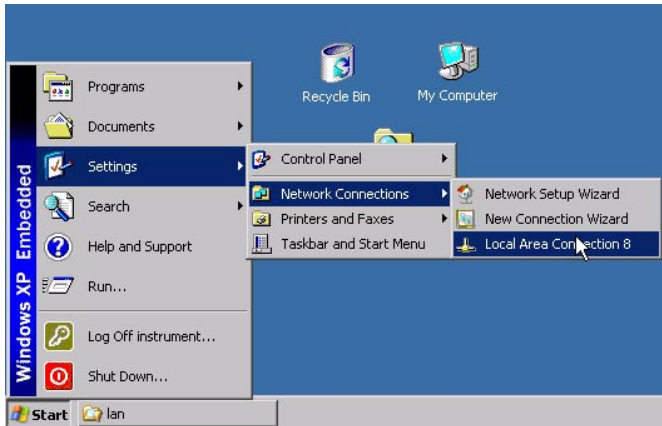 Recycle Bin
My Computer
Windows XP Embedded
Programs
Documents
Settings
Search
Help and Support
Run...
Log Off instrument...
Shut Down...
Control Panel
Network Connections
Printers and Faxes
Taskbar and Start Menu
Network Setup Wizard
New Connection Wizard
Local Area Connection 8
Start
lan